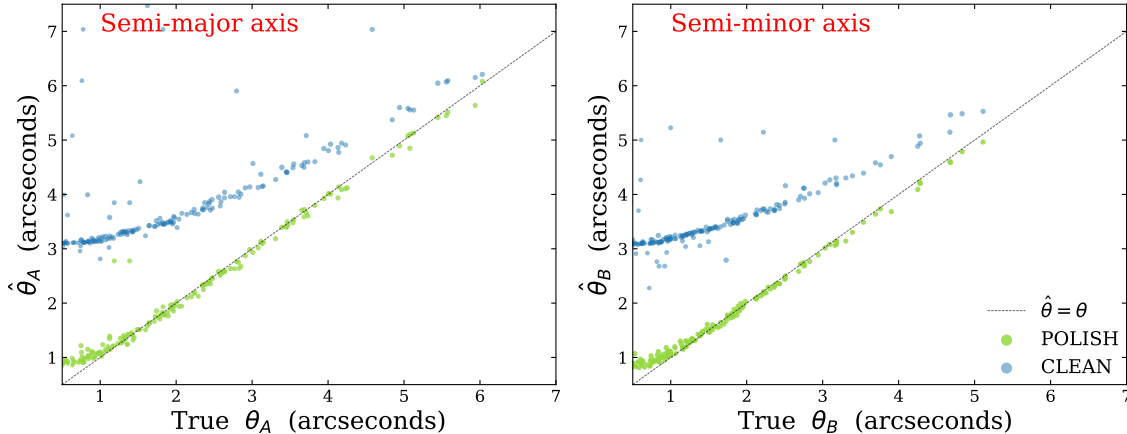 Semi-major axis
7
6
5
4
3
2
1
θ̂_A (arcseconds)
1 2 3 4 5 6 7
True θ_A (arcseconds)
Semi-minor axis
7
6
5
4
3
2
1
θ̂_B (arcseconds)
1 2 3 4 5 6 7
True θ_B (arcseconds)
θ̂ = θ
POLISH
CLEAN